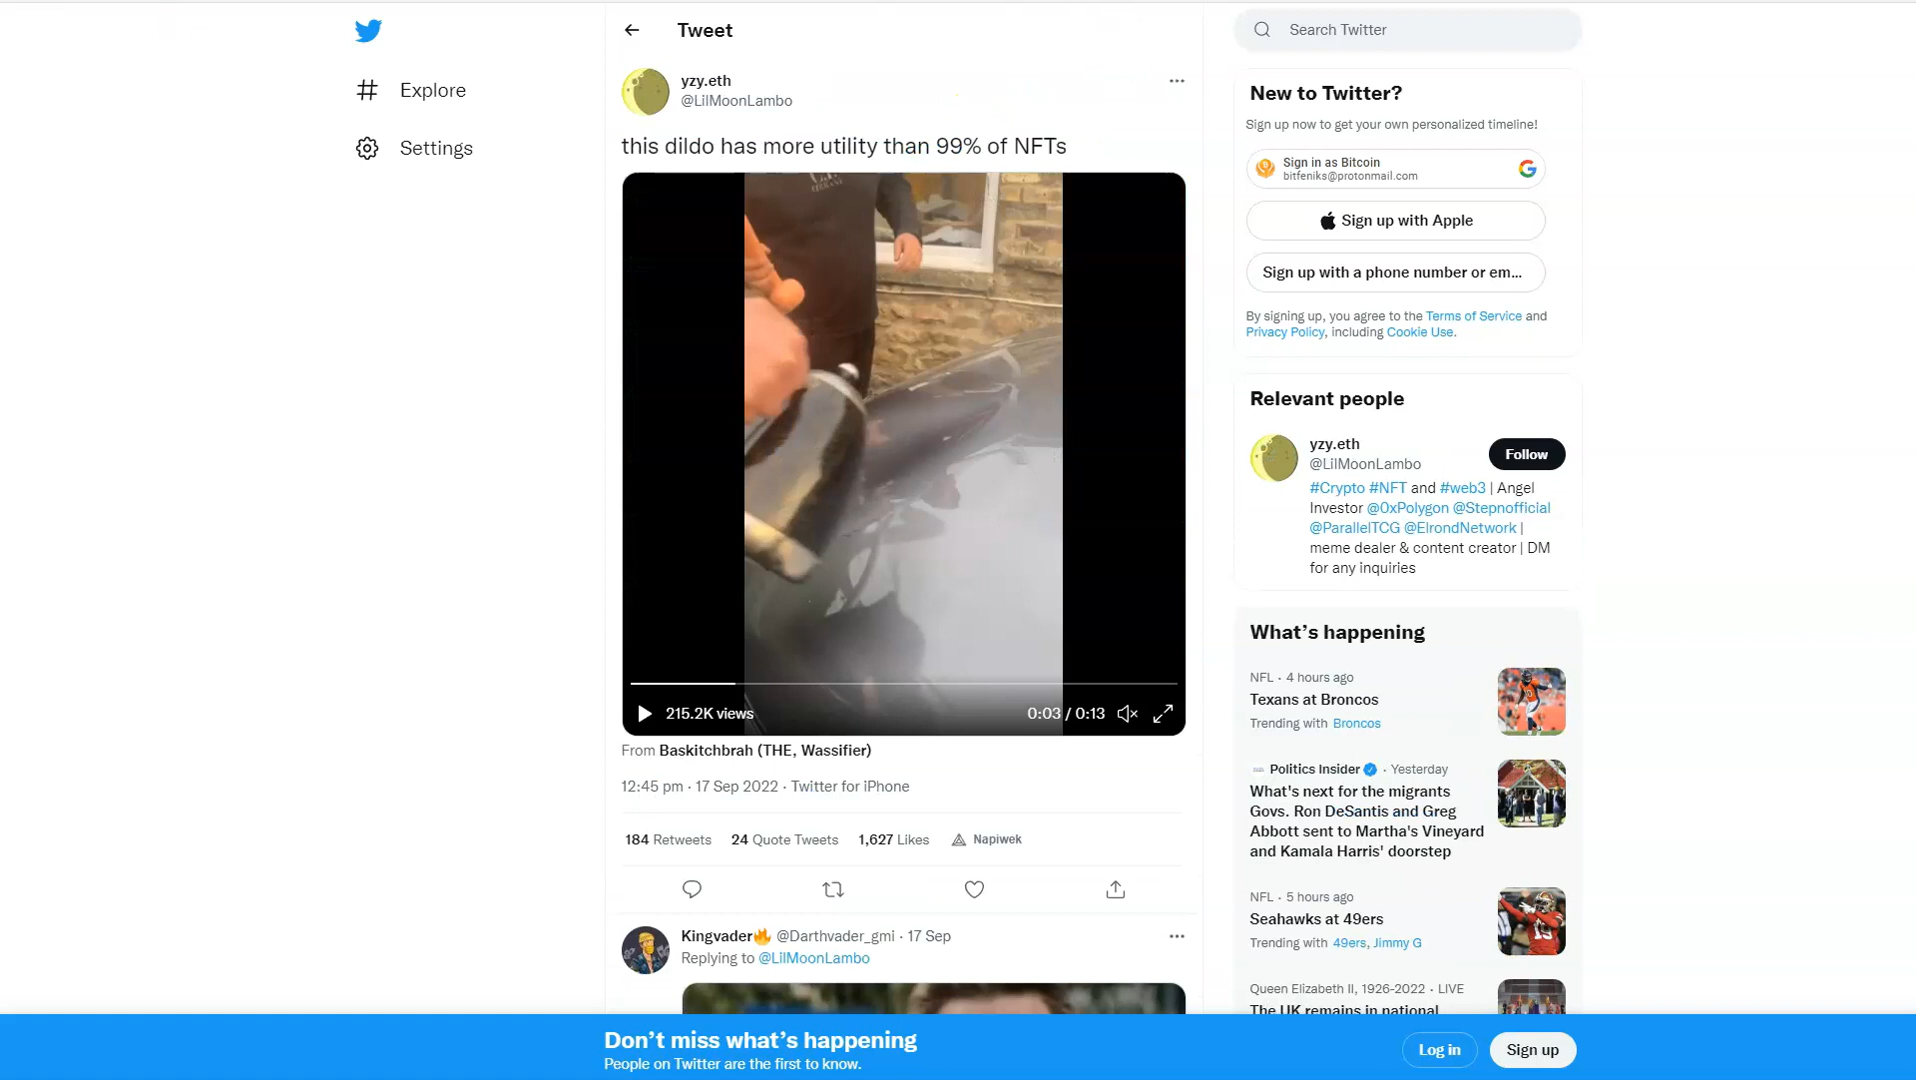 Tweet
Search Twitter
Explore
Settings
yzy.eth
@LilMoonLambo
this dildo has more utility than 99% of NFTs
215.2K views
0:03 / 0:13
From Baskitchbrah (THE, Wassifier)
12:45 pm · 17 Sep 2022 · Twitter for iPhone
184 Retweets 24 Quote Tweets 1,627 Likes Napiwek
Kingvader🔥 @Darthvader_gmi · 17 Sep
Replying to @LilMoonLambo
New to Twitter?
Sign up now to get your own personalized timeline!
Sign in as Bitcoin
bitfeniks@protonmail.com
Sign up with Apple
Sign up with a phone number or em...
By signing up, you agree to the Terms of Service and
Privacy Policy, including Cookie Use.
Relevant people
yzy.eth
@LilMoonLambo
Follow
#Crypto #NFT and #web3 | Angel
Investor @0xPolygon @Stepnofficial
@ParallelTCG @ElrondNetwork |
meme dealer & content creator | DM
for any inquiries
What's happening
NFL · 4 hours ago
Texans at Broncos
Trending with Broncos
Politics Insider · Yesterday
What's next for the migrants
Govs. Ron DeSantis and Greg
Abbott sent to Martha's Vineyard
and Kamala Harris' doorstep
NFL · 5 hours ago
Seahawks at 49ers
Trending with 49ers, Jimmy G
Queen Elizabeth II, 1926-2022 · LIVE
The UK remains in national
Don't miss what's happening
People on Twitter are the first to know.
Log in
Sign up